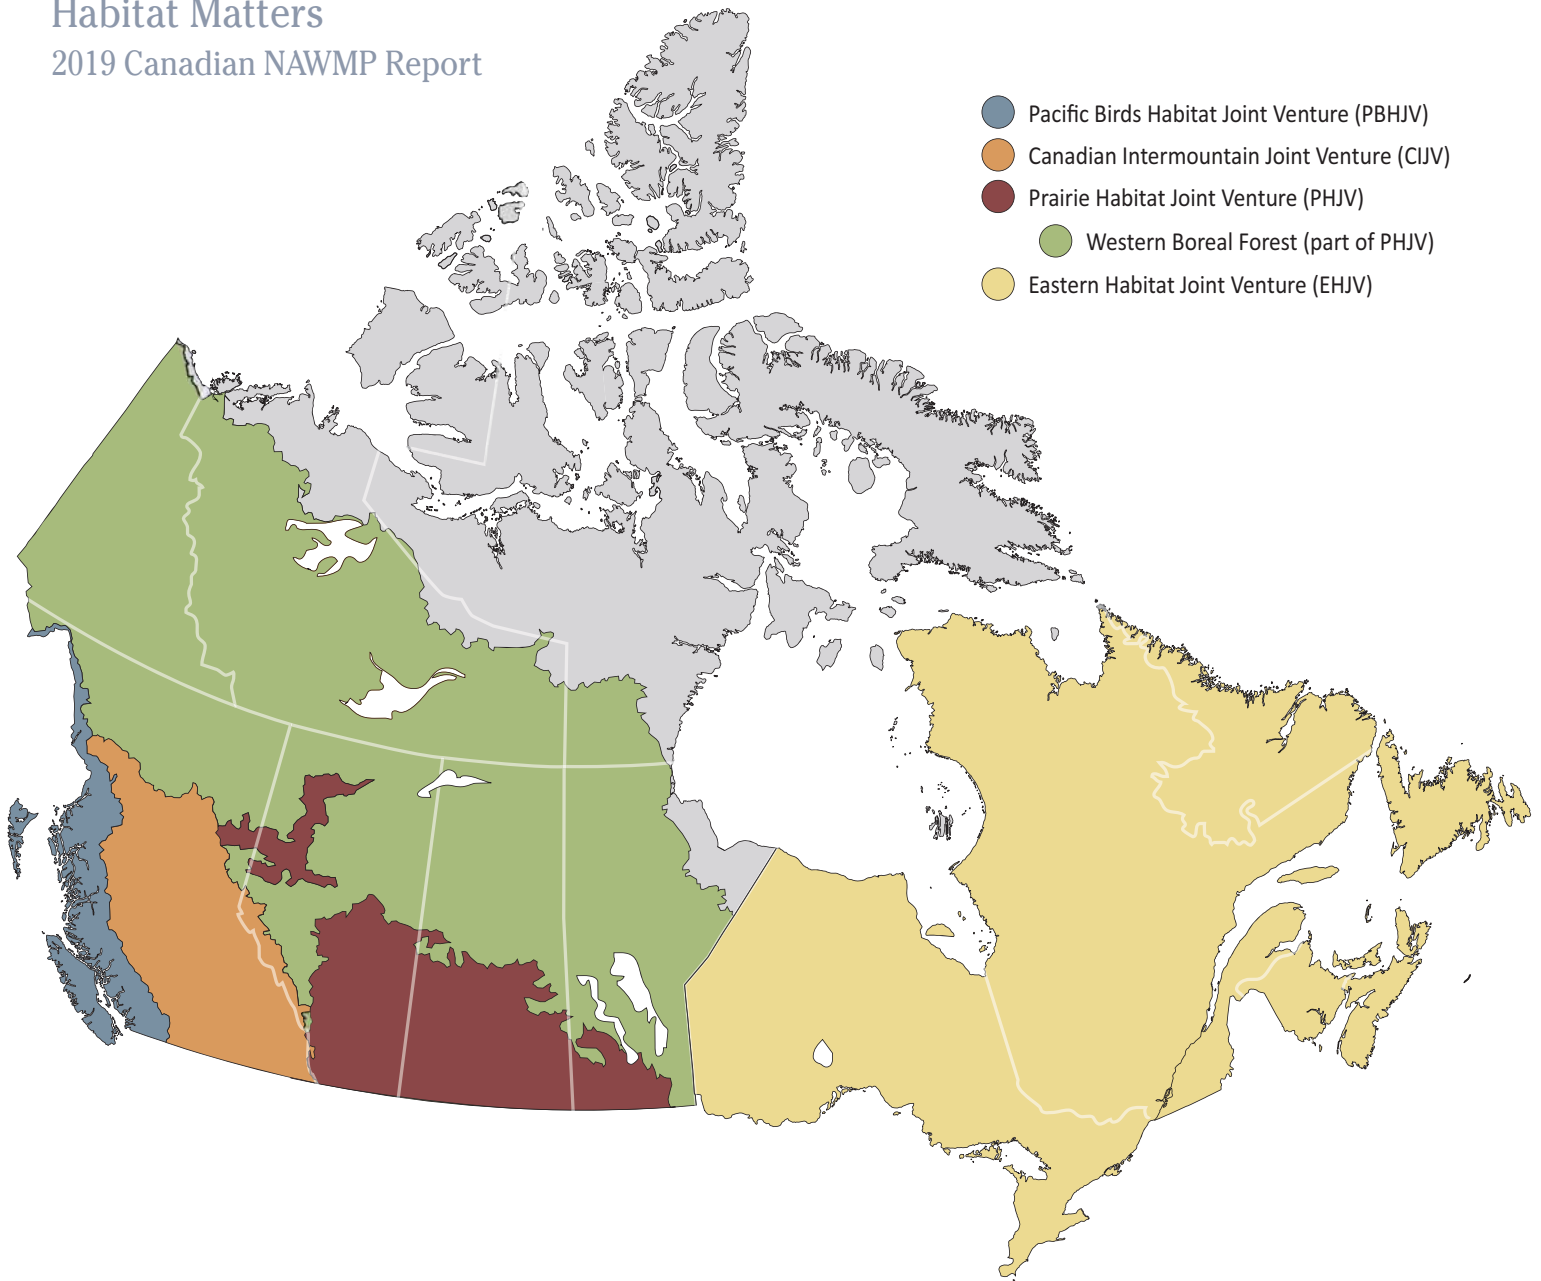 Habitat Matters
2019 Canadian NAWMP Report
Pacific Birds Habitat Joint Venture (PBHJV)
Canadian Intermountain Joint Venture (CIJV)
Prairie Habitat Joint Venture (PHJV)
Western Boreal Forest (part of PHJV)
Eastern Habitat Joint Venture (EHJV)